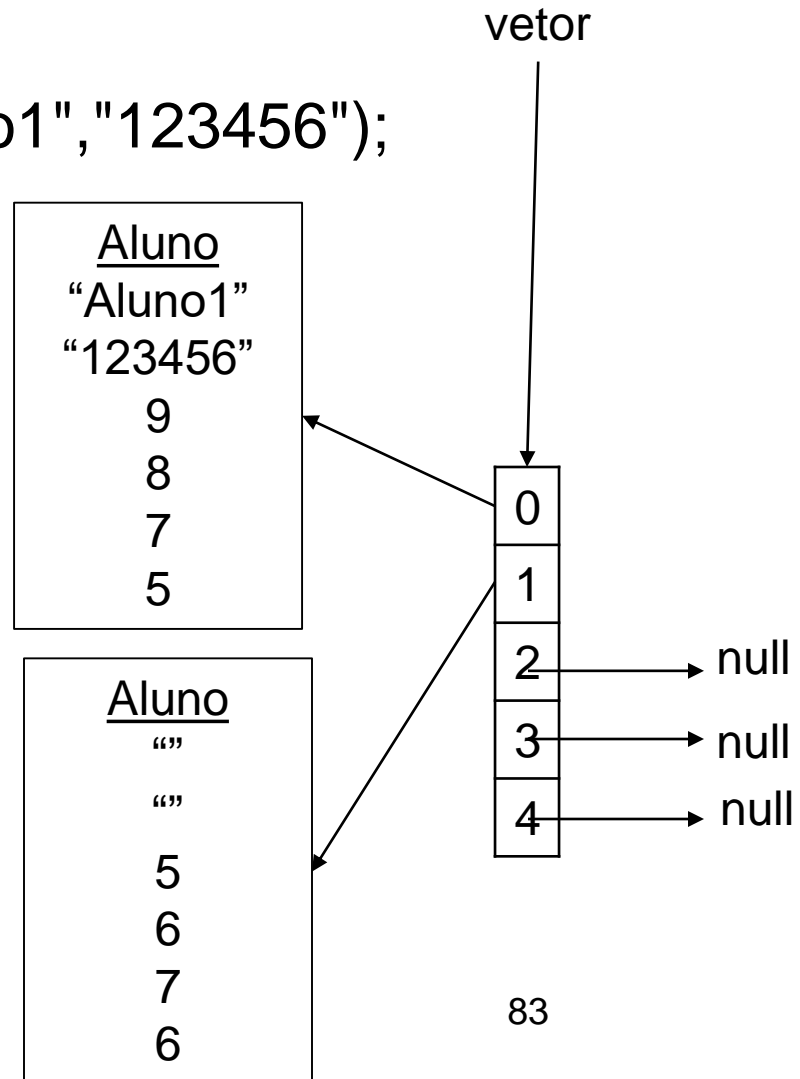 vetor
o1","123456");
Aluno
“Aluno1”
“123456”
9
8
7
5
0
1
2
3
4
null
null
null
Aluno
“”
“”
5
6
7
6
83